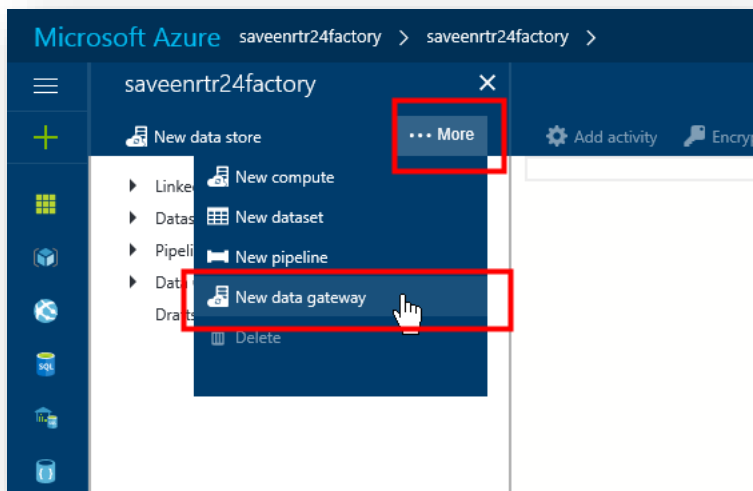 Microsoft Azure saveenrtr24factory > saveenrtr24factory >
saveenrtr24factory
New data store ... More Add activity
New compute
New dataset
New pipeline
New data gateway
Delete
SQL